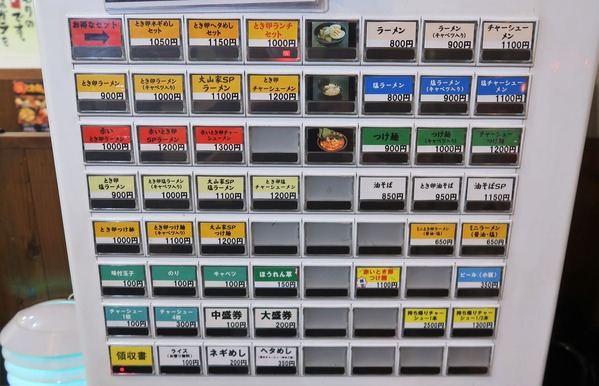 お得なセット
とき卵ネギめし
セット
1050円
とき卵ヘタめし
セット
1150円
とき卵ランチ
セット
1000円
ラーメン
800円
ラーメン
(キャベツ入り)
900円
チャーシューメン
1100円
とき卵ラーメン
900円
とき卵ラーメン
(キャベツ入り)
1000円
大山家SP
ラーメン
1100円
とき卵
チャーシューメン
1200円
塩ラーメン
800円
塩ラーメン
(キャベツ入り)
900円
塩チャーシュー
メン
1100円
赤い
とき卵ラーメン
1000円
赤いとき卵
SPラーメン
1200円
赤いとき卵チャー
シューメン
1300円
つけ麺
900円
つけ麺
(キャベツ入り)
1000円
チャーシュー
つけ麺
1200円
とき卵
塩ラーメン
900円
とき卵塩
ラーメン
(キャベツ入り)
1000円
大山家SP
塩ラーメン
1100円
とき卵塩
チャーシューメン
1200円
油そば
850円
とき卵油そば
950円
油そばSP
1150円
とき卵つけ麺
1000円
とき卵つけ麺
(キャベツ入り)
1100円
大山家SP
つけ麺
1200円
ミニとき卵ラーメン
650円
ミニラーメン
(醤油・塩)
650円
味付玉子
100円
のり
100円
キャベツ
100円
ほうれん草
150円
赤いとき卵
つけ麺
1100円
ビール(小瓶)
350円
チャーシュー
1枚
100円
チャーシュー
4枚
300円
中盛券
100円
大盛券
200円
持ち帰りチャー
シュー1本
2500円
持ち帰りチャー
シュー1/2本
1300円
領収書
ライス
100円
ネギめし
200円
ヘタめし
350円